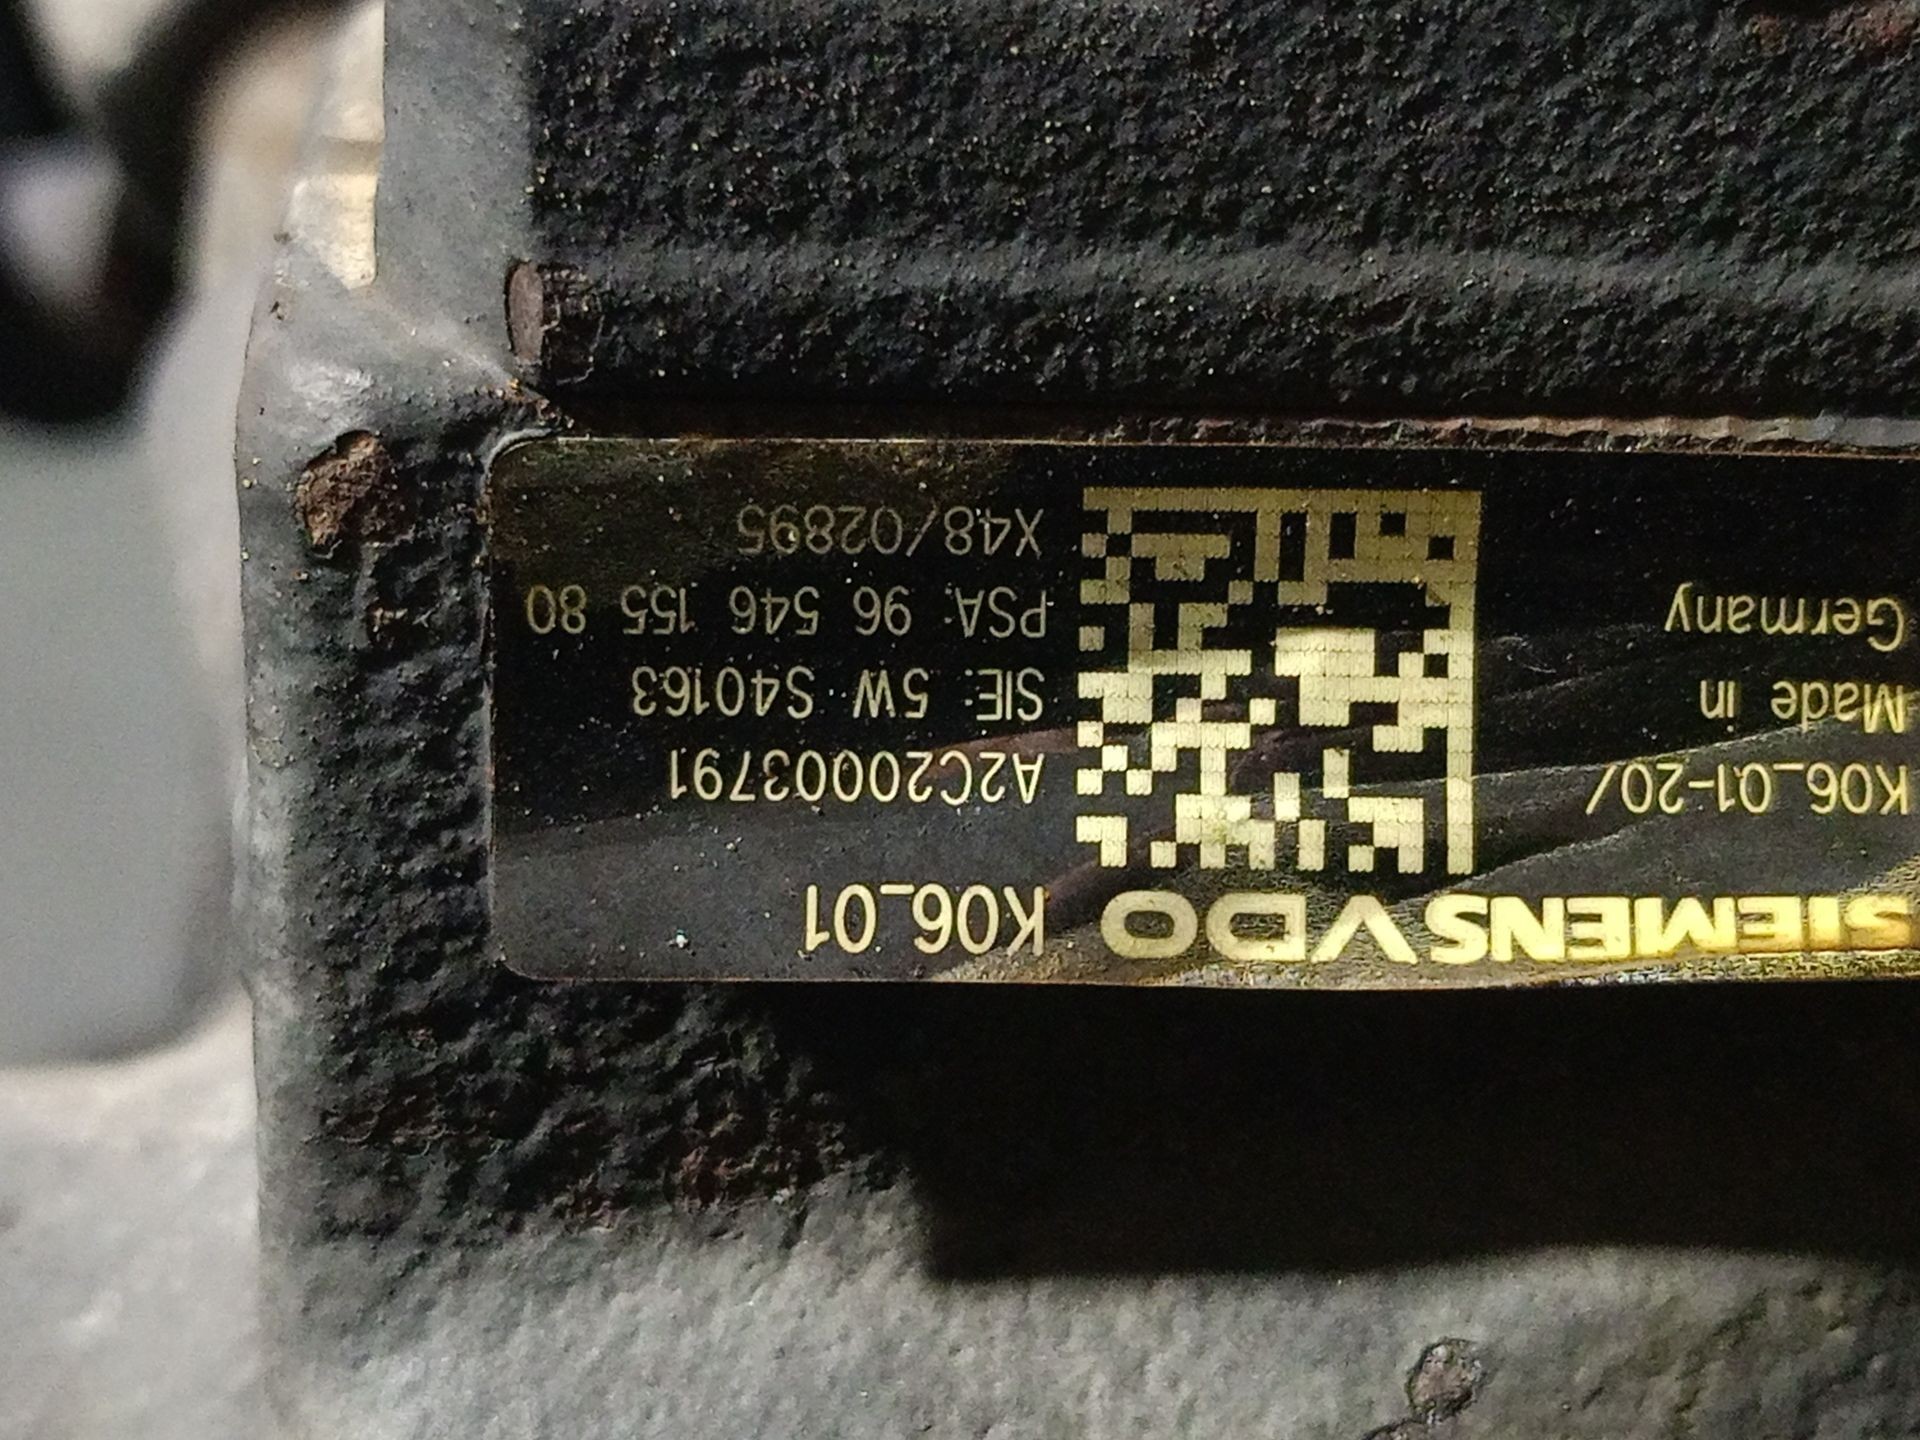 SIEMENS VDO K06_01
K06_01-20/
Made in
Germany
A2C20003791
SIE: 5W S40163
PSA: 96 546 155 80
X48/02895